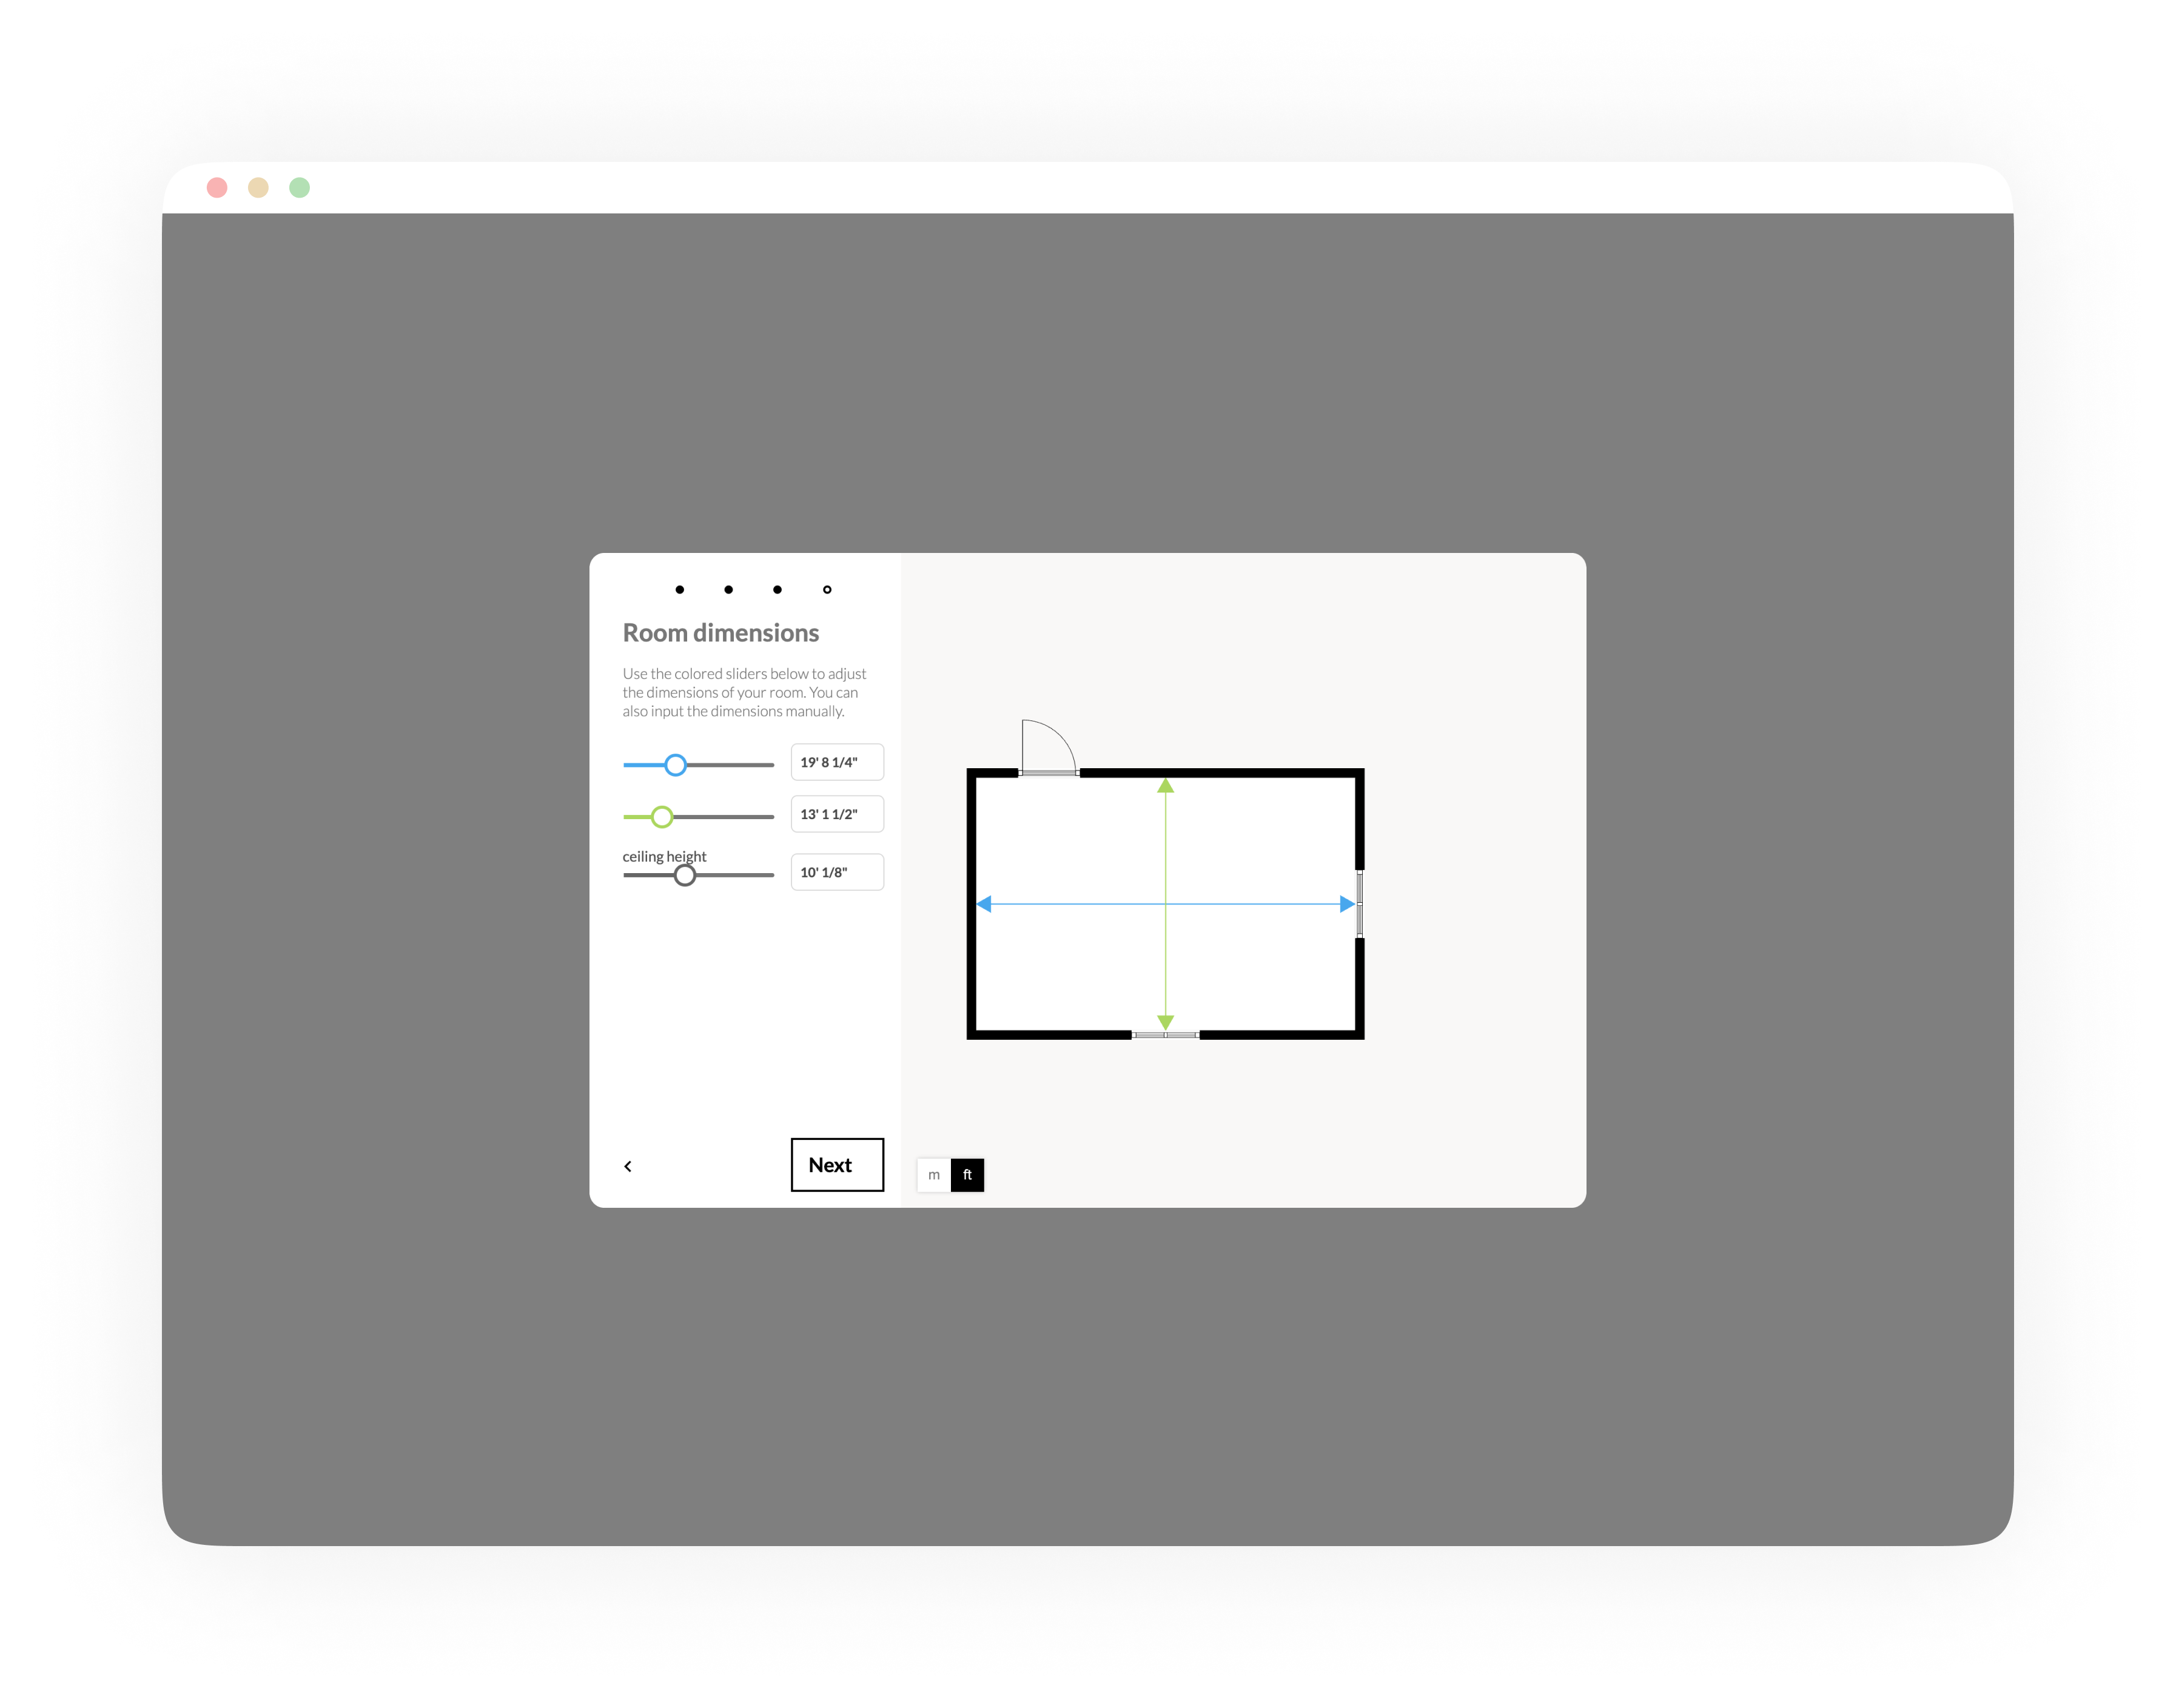 Room dimensions
Use the colored sliders below to adjust
the dimensions of your room. You can
also input the dimensions manually.
19' 8 1/4"
13' 1 1/2"
ceiling height
10' 1/8"
Next
m ft